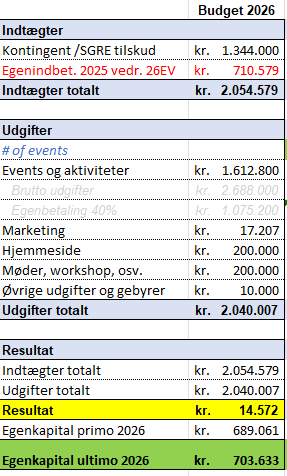 Budget 2026
Indtægter
Kontingent /SGRE tilskud kr. 1.344.000
Egenindbet. 2025 vedr. 26EV kr. 710.579
Indtægter totalt kr. 2.054.579
Udgifter
# of events
Events og aktiviteter kr. 1.612.800
Brutto udgifter kr. 2.688.000
Egenbetaling 40% kr. 1.075.200
Marketing kr. 17.207
Hjemmeside kr. 200.000
Møder, workshop, osv. kr. 200.000
Øvrige udgifter og gebyrer kr. 10.000
Udgifter totalt kr. 2.040.007
Resultat
Indtægter totalt kr. 2.054.579
Udgifter totalt kr. 2.040.007
Resultat kr. 14.572
Egenkapital primo 2026 kr. 689.061
Egenkapital ultimo 2026 kr. 703.633